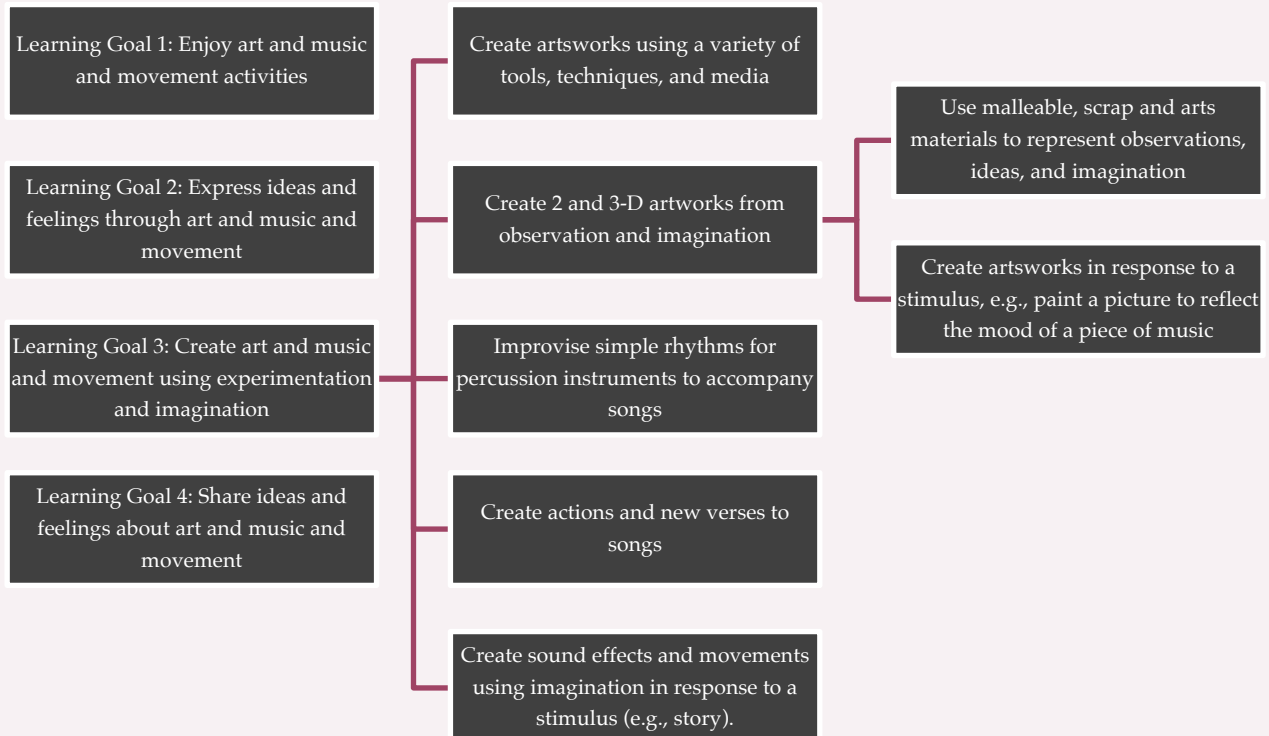 Learning Goal 1: Enjoy art and music
and movement activities
Learning Goal 2: Express ideas and
feelings through art and music and
movement
Learning Goal 3: Create art and music
and movement using experimentation
and imagination
Learning Goal 4: Share ideas and
feelings about art and music and
movement
Create artsworks using a variety of
tools, techniques, and media
Create 2 and 3-D artworks from
observation and imagination
Improvise simple rhythms for
percussion instruments to accompany
songs
Create actions and new verses to
songs
Create sound effects and movements
using imagination in response to a
stimulus (e.g., story).
Use malleable, scrap and arts
materials to represent observations,
ideas, and imagination
Create artsworks in response to a
stimulus, e.g., paint a picture to reflect
the mood of a piece of music